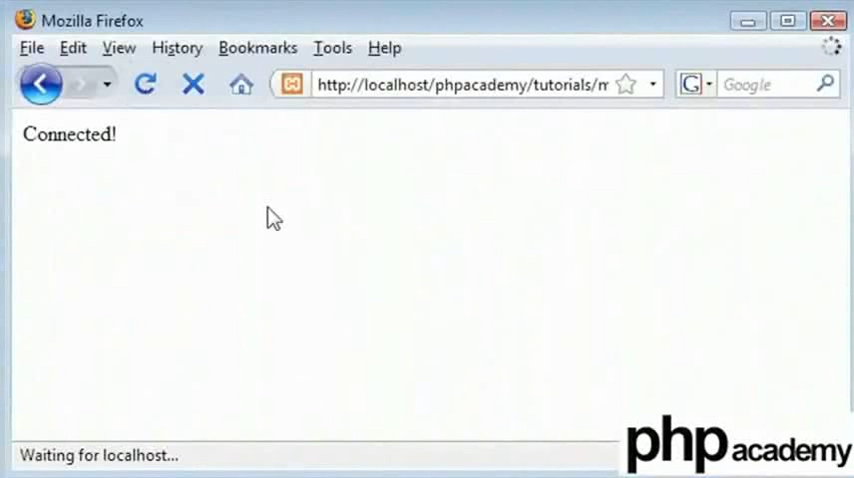 Mozilla Firefox
File Edit View History Bookmarks Tools Help
http://localhost/phpacademy/tutorials/m Google
Connected!
Waiting for localhost...
php academy